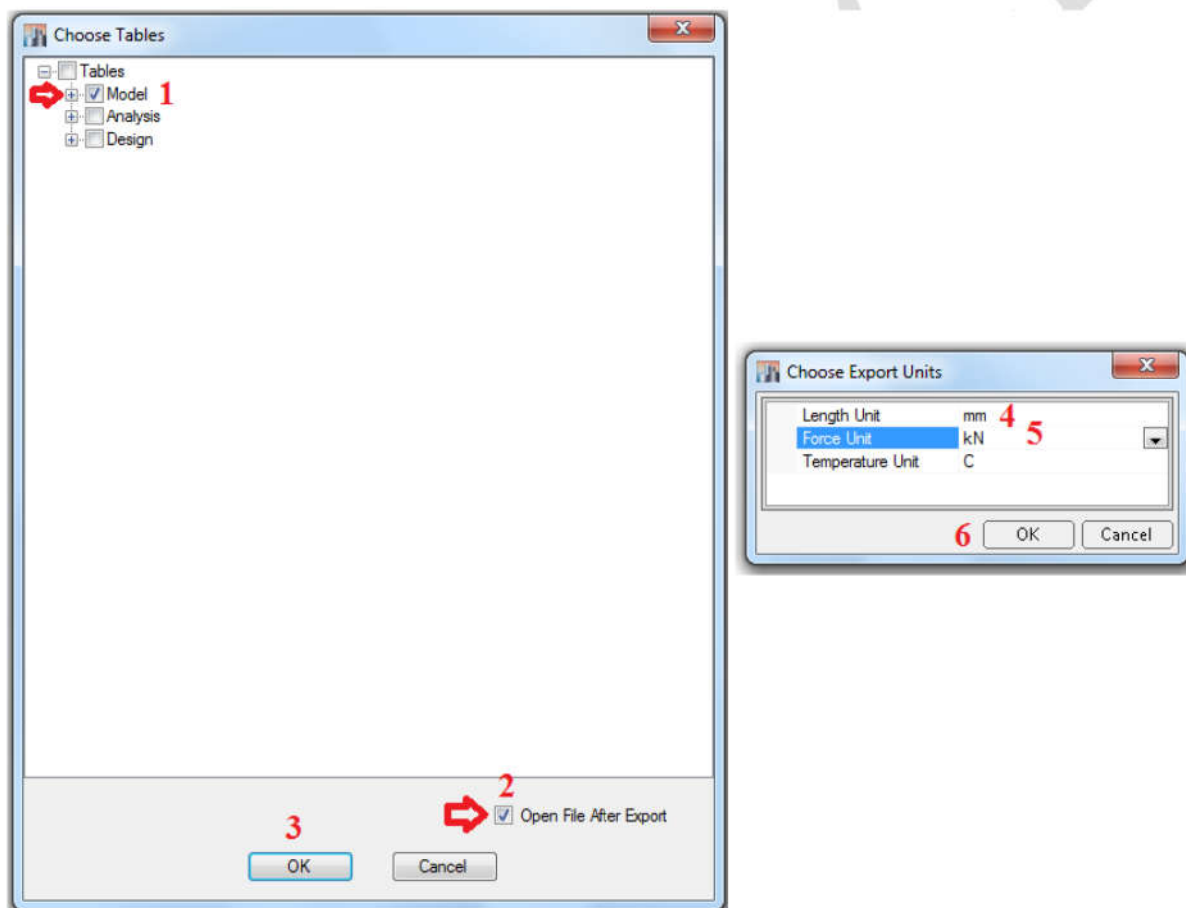 Choose Tables
Tables
Model 1
Analysis
Design
2
Open File After Export
3
OK Cancel
Choose Export Units
Length Unit mm 4
Force Unit kN 5
Temperature Unit C
6 OK Cancel